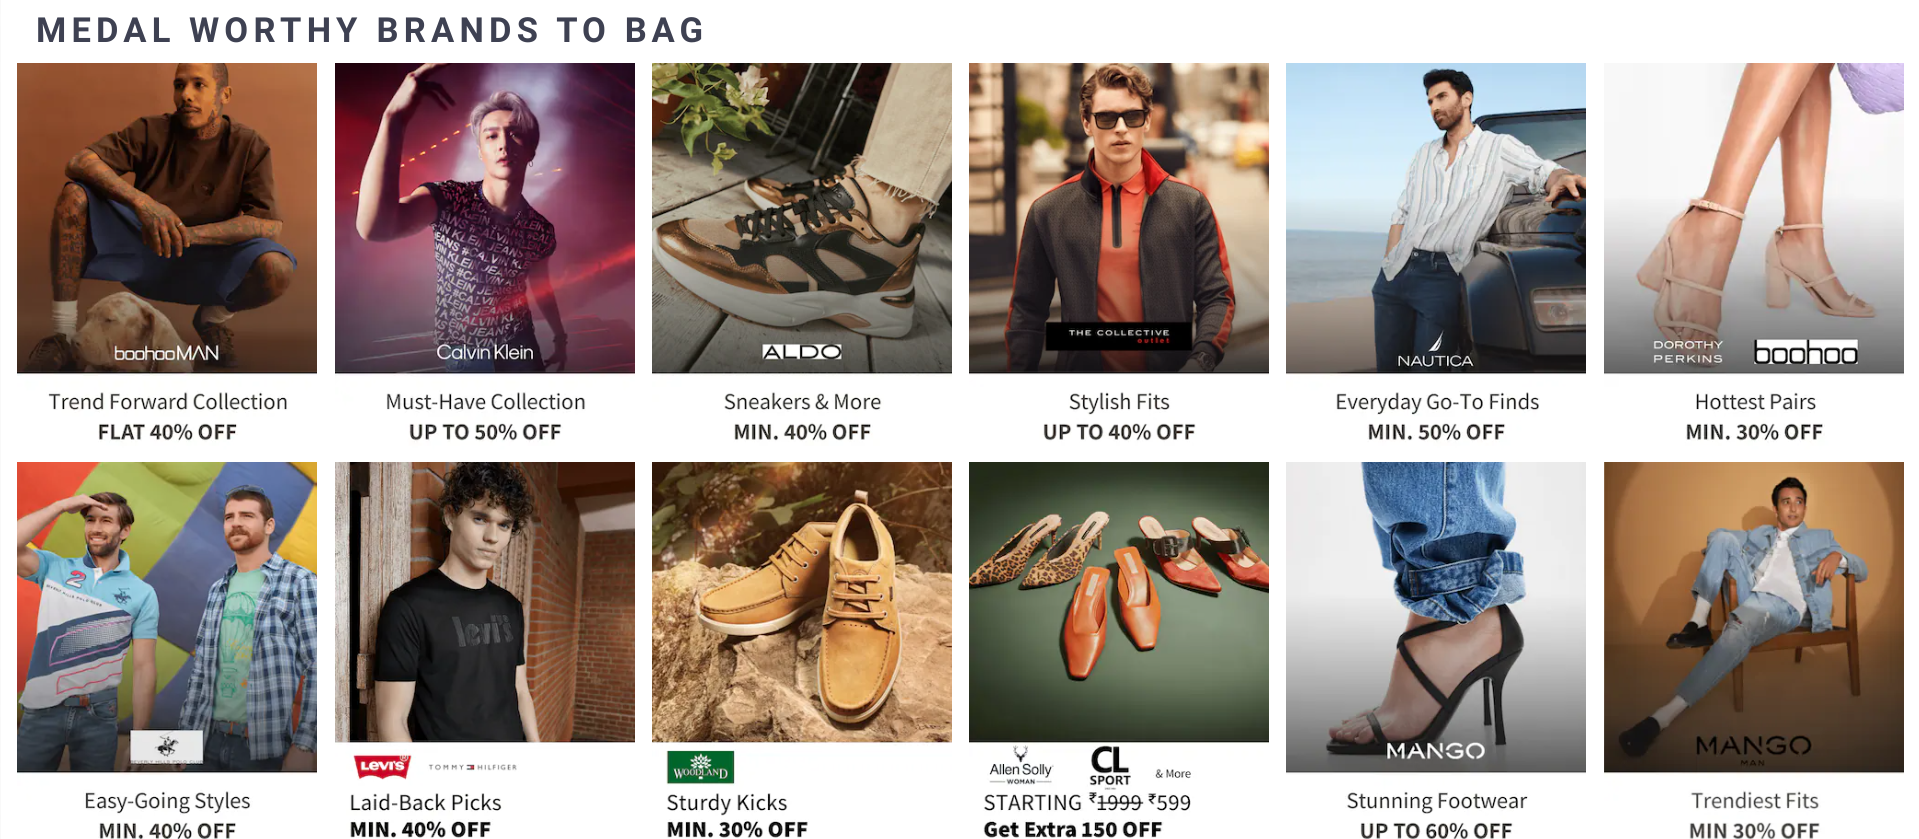 MEDAL WORTHY BRANDS TO BAG
boohooMAN
Trend Forward Collection
FLAT 40% OFF
Calvin Klein
Must-Have Collection
UP TO 50% OFF
ALDO
Sneakers & More
MIN. 40% OFF
THE COLLECTIVE
outlet
Stylish Fits
UP TO 40% OFF
NAUTICA
Everyday Go-To Finds
MIN. 50% OFF
DOROTHY
PERKINS
boohoo
Hottest Pairs
MIN. 30% OFF
2
BEVERLY HILLS POLO CLUB
Easy-Going Styles
MIN. 40% OFF
levi's
LEVI'S
TOMMY HILFIGER
Laid-Back Picks
MIN. 40% OFF
WOODLAND
Sturdy Kicks
MIN. 30% OFF
Allen Solly
WOMAN
CL
SPORT
& More
STARTING ₹1999 ₹599
Get Extra 150 OFF
MANGO
Stunning Footwear
UP TO 60% OFF
MANGO
MAN
Trendiest Fits
MIN 30% OFF